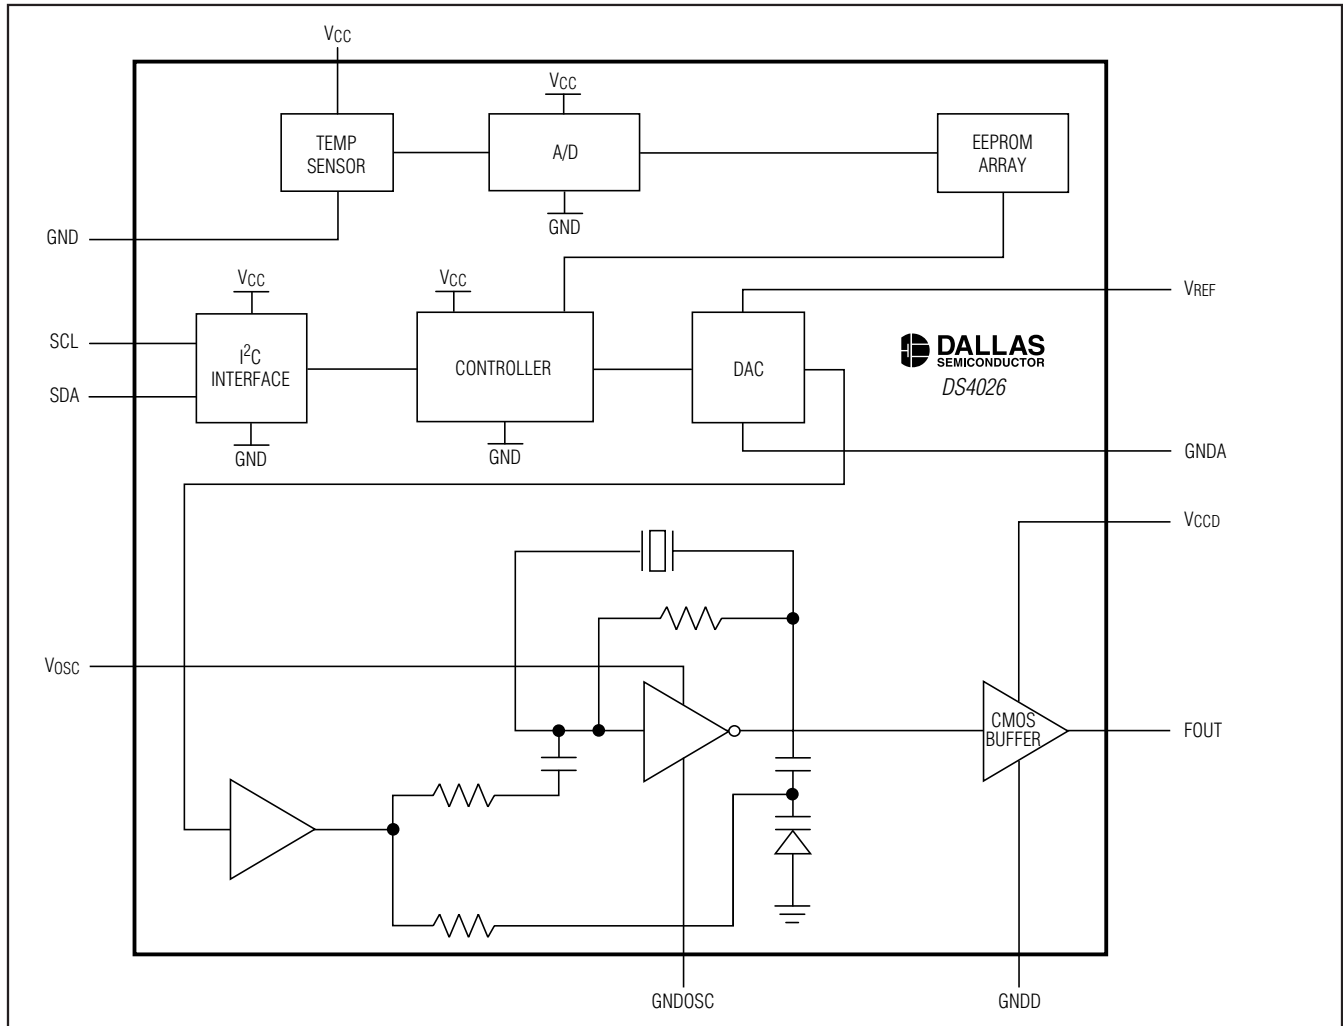 VCC
VCC
TEMP
SENSOR
A/D
EEPROM
ARRAY
GND
GND
VCC
VCC
VREF
SCL
I2C
INTERFACE
CONTROLLER
DAC
DALLAS
SEMICONDUCTOR
DS4026
SDA
GND
GND
GNDA
VCCD
VOSC
CMOS
BUFFER
FOUT
GNDOSC
GNDD